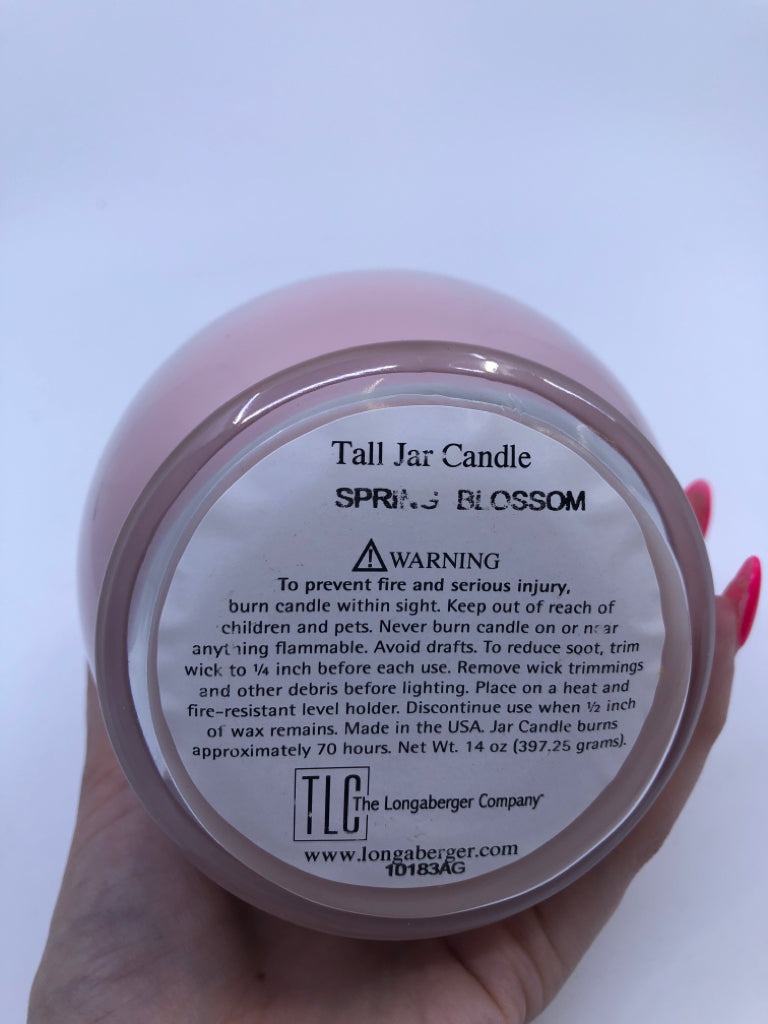 Tall Jar Candle
SPRING BLOSSOM
⚠ WARNING
To prevent fire and serious injury,
burn candle within sight. Keep out of reach of
children and pets. Never burn candle on or near
anything flammable. Avoid drafts. To reduce soot, trim
wick to ¼ inch before each use. Remove wick trimmings
and other debris before lighting. Place on a heat and
fire-resistant level holder. Discontinue use when ½ inch
of wax remains. Made in the USA. Jar Candle burns
approximately 70 hours. Net Wt. 14 oz (397.25 grams).
TLC The Longaberger Company™
www.longaberger.com
10183AG